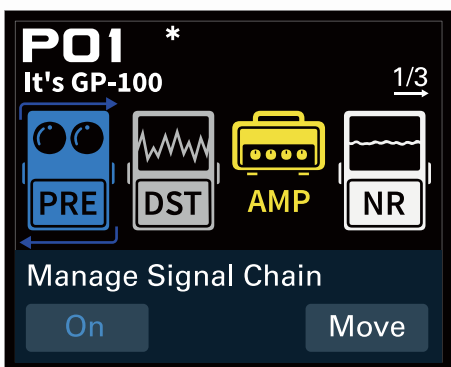 P01 *
It's GP-100
1/3
PRE DST AMP NR
Manage Signal Chain
On Move